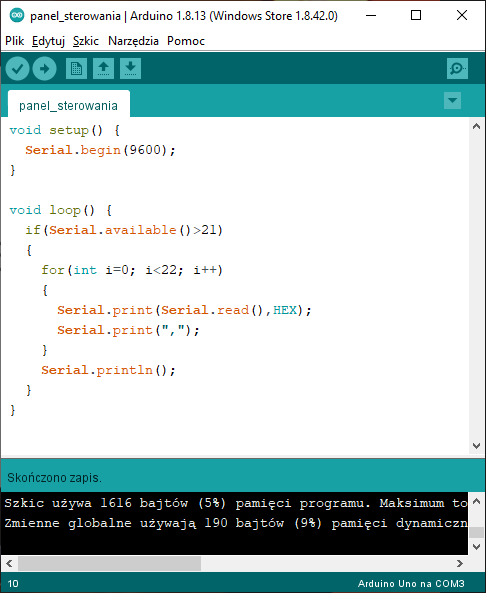 panel_sterowania | Arduino 1.8.13 (Windows Store 1.8.42.0)
Plik Edytuj Szkic Narzędzia Pomoc
panel_sterowania
void setup() {
  Serial.begin(9600);
}
void loop() {
  if(Serial.available()>21)
  {
    for(int i=0; i<22; i++)
    {
      Serial.print(Serial.read(),HEX);
      Serial.print(",");
    }
    Serial.println();
  }
}
Skończono zapis.
Szkic używa 1616 bajtów (5%) pamięci programu. Maksimum to
Zmienne globalne używają 190 bajtów (9%) pamięci dynamiczn
10
Arduino Uno na COM3